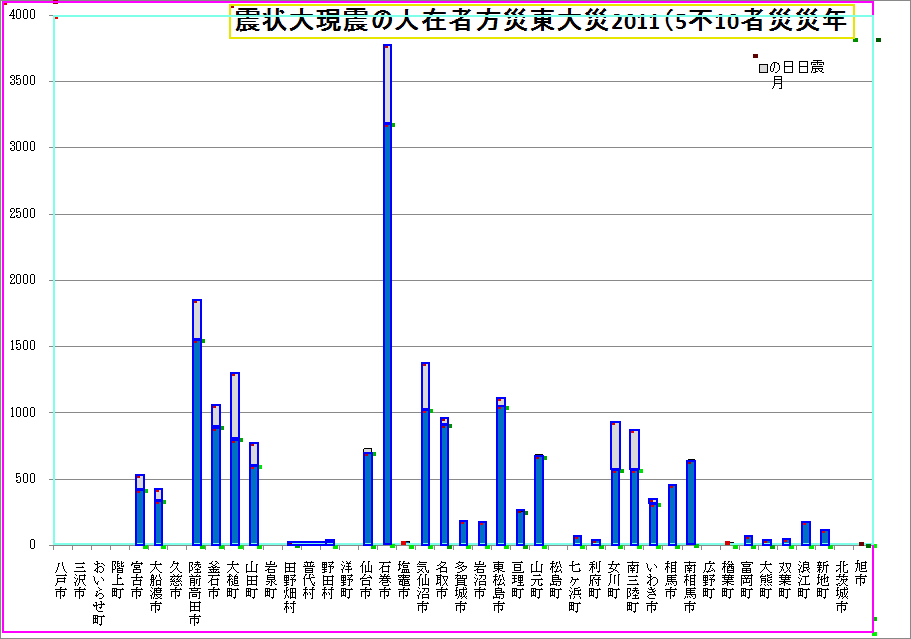 震状大現震の人在者方災東大災2011(5不10者災災年
の日日震
月
4000
3500
3000
2500
2000
1500
1000
500
0
八戸市
三沢市
おいらせ町
階上町
宮古市
大船渡市
久慈市
陸前高田市
釜石市
大槌町
山田町
岩泉町
田野畑村
普代村
野田村
洋野町
仙台市
石巻市
塩竈市
気仙沼市
名取市
多賀城市
岩沼市
東松島市
亘理町
山元町
松島町
七ヶ浜町
利府町
女川町
南三陸町
いわき市
相馬市
南相馬市
広野町
楢葉町
富岡町
大熊町
双葉町
浪江町
新地町
北茨城市
旭市